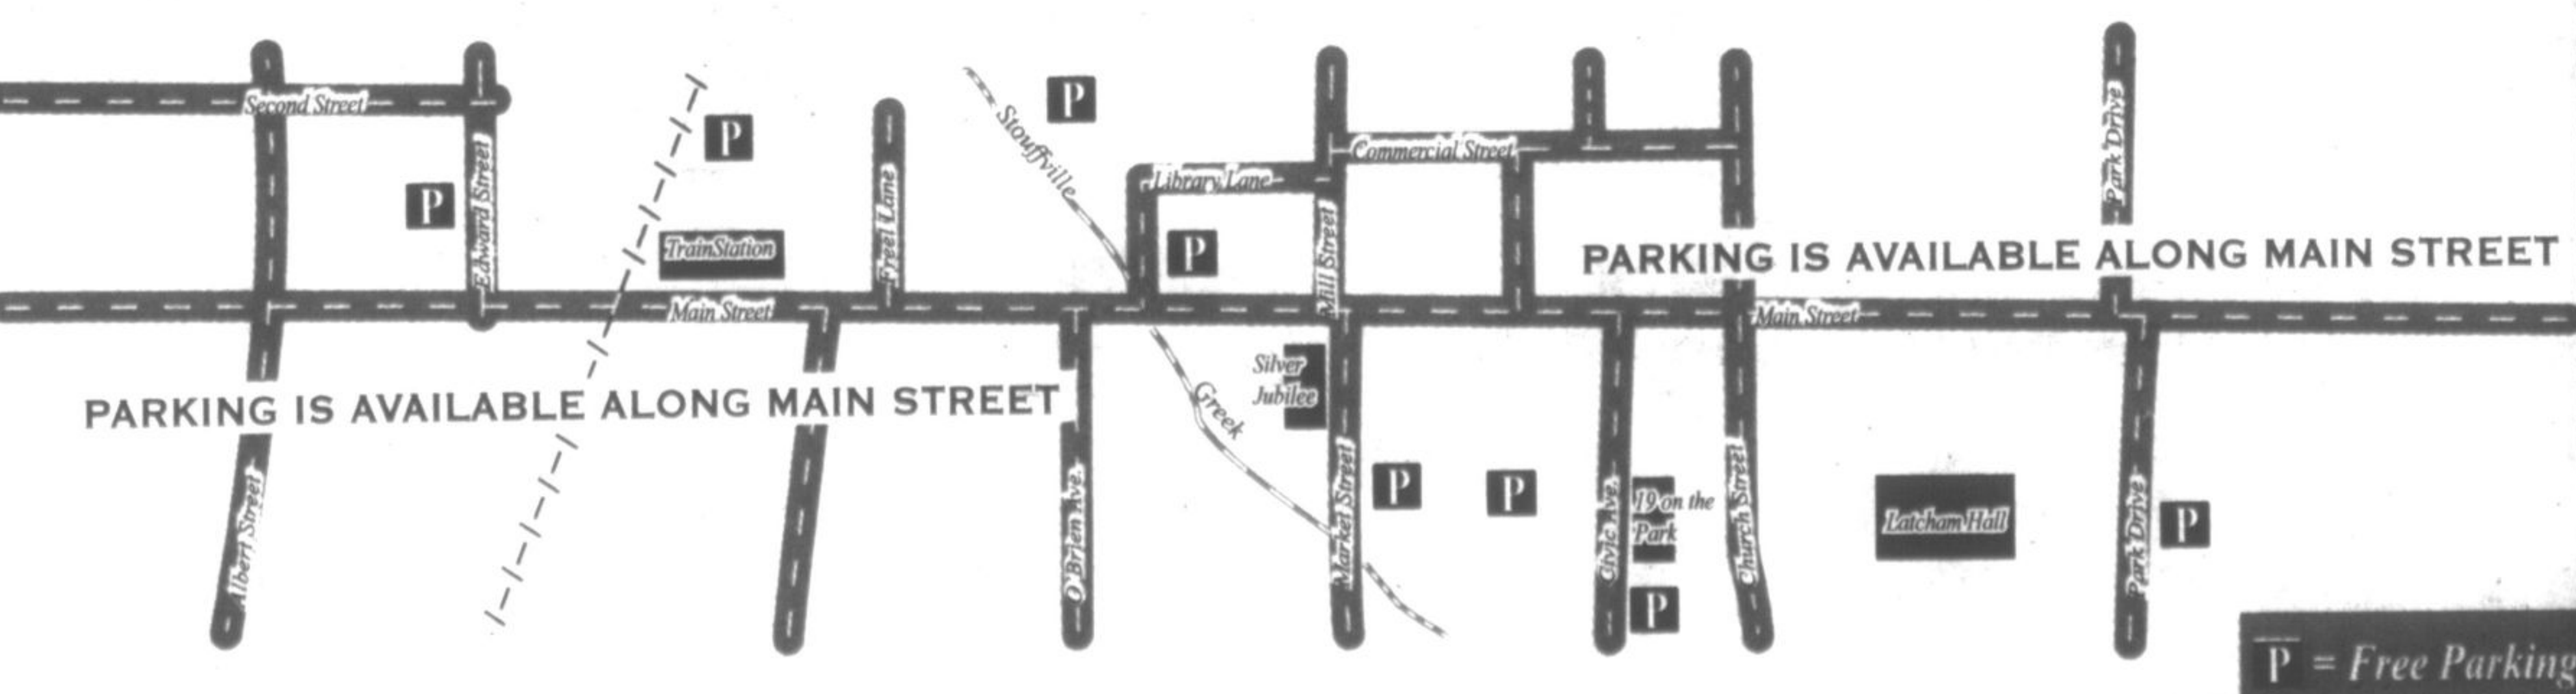 Second Street
Edward Street
P
P
TrainStation
Freel Lane
Stouffville
P
Library Lane
P
Mill Street
Commercial Street
Park Drive
PARKING IS AVAILABLE ALONG MAIN STREET
Main Street
Main Street
PARKING IS AVAILABLE ALONG MAIN STREET
Albert Street
O'Brien Ave.
Greek
Silver
Jubilee
Market Street
P
P
Civic Ave.
19 on the
Park
P
Church Street
Latcham Hall
Park Drive
P
P = Free Parking